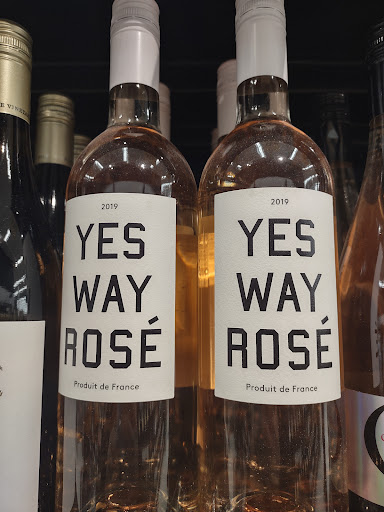 2019
YES
WAY
ROSÉ
Produit de France
2019
YES
WAY
ROSÉ
Produit de France